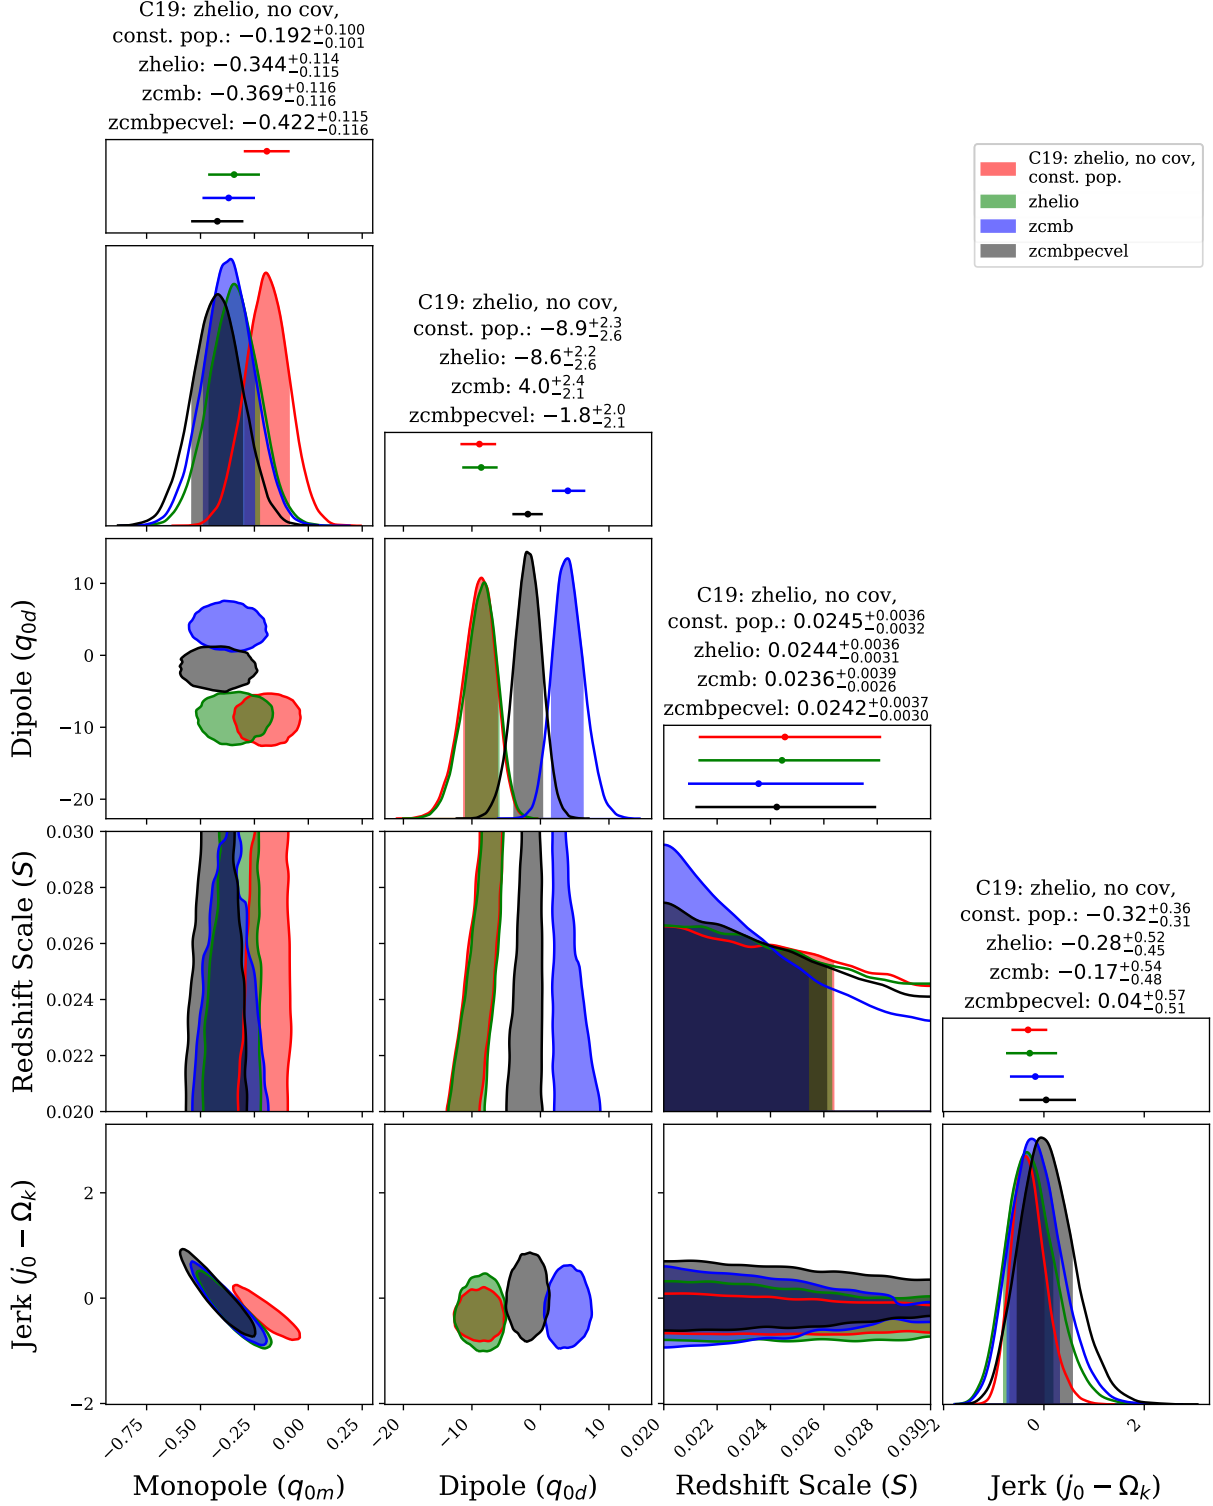 C19: zhelio, no cov,
const. pop.: −0.192 +0.100 −0.101
zhelio: −0.344 +0.114 −0.115
zcmb: −0.369 +0.116 −0.116
zcmbpecvel: −0.422 +0.115 −0.116
C19: zhelio, no cov,
const. pop.
zhelio
zcmb
zcmbpecvel
C19: zhelio, no cov,
const. pop.: −8.9 +2.3 −2.6
zhelio: −8.6 +2.2 −2.6
zcmb: 4.0 +2.4 −2.1
zcmbpecvel: −1.8 +2.0 −2.1
10
0
−10
−20
Dipole (q0d)
C19: zhelio, no cov,
const. pop.: 0.0245 +0.0036 −0.0032
zhelio: 0.0244 +0.0036 −0.0031
zcmb: 0.0236 +0.0039 −0.0026
zcmbpecvel: 0.0242 +0.0037 −0.0030
0.030
0.028
0.026
0.024
0.022
0.020
Redshift Scale (S)
C19: zhelio, no cov,
const. pop.: −0.32 +0.36 −0.31
zhelio: −0.28 +0.52 −0.45
zcmb: −0.17 +0.54 −0.48
zcmbpecvel: 0.04 +0.57 −0.51
2
0
−2
Jerk (j0 − Ωk)
−0.75
−0.50
−0.25
0.00
0.25
−20
−10
0
10
0.020
0.022
0.024
0.026
0.028
0.030
−2
0
2
Monopole (q0m)
Dipole (q0d)
Redshift Scale (S)
Jerk (j0 − Ωk)